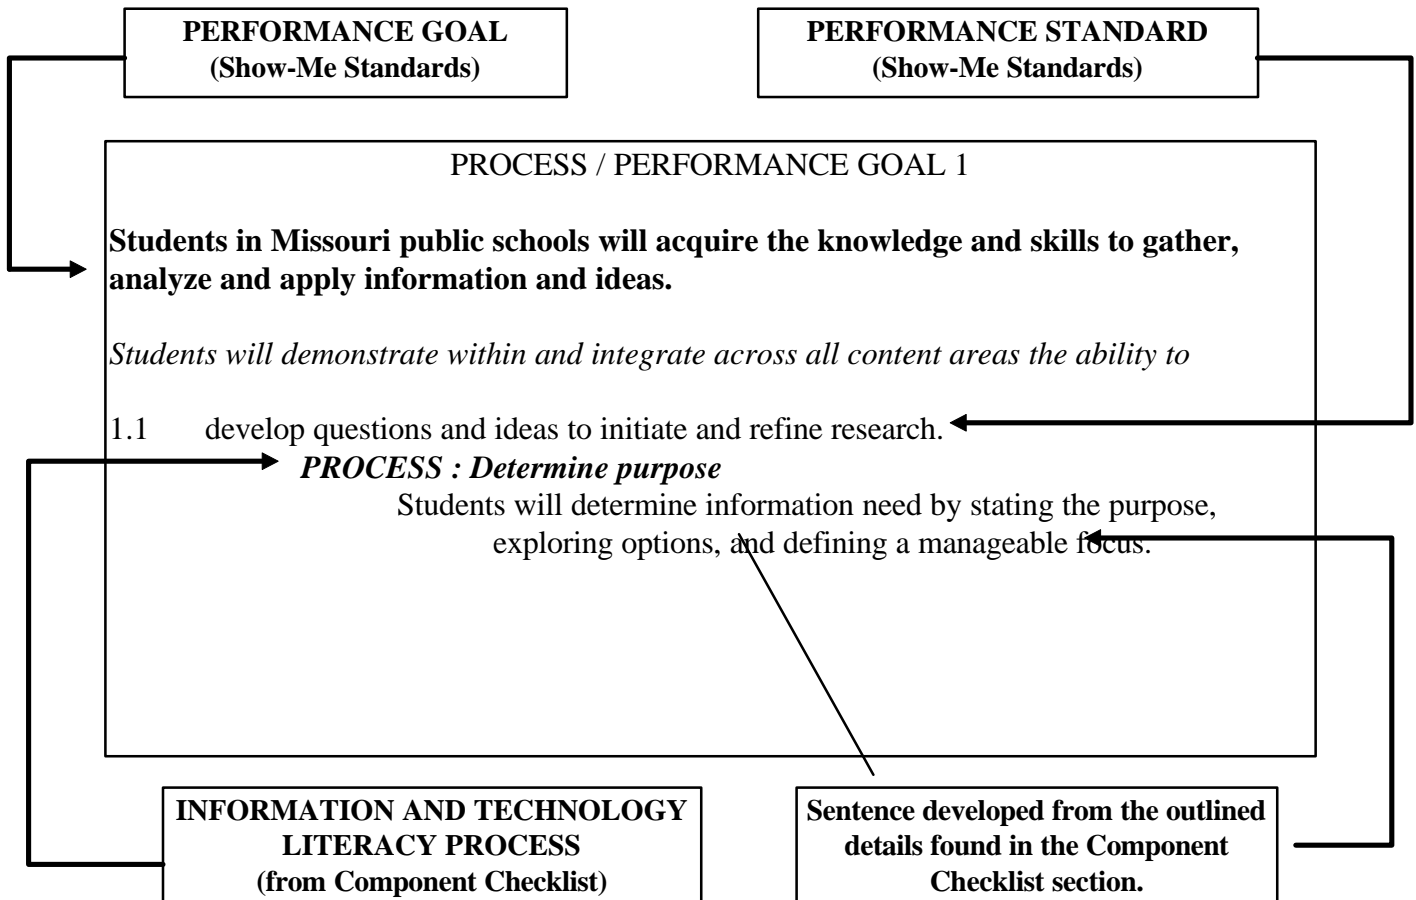 PERFORMANCE GOAL
(Show-Me Standards)
PERFORMANCE STANDARD
(Show-Me Standards)
PROCESS / PERFORMANCE GOAL 1
Students in Missouri public schools will acquire the knowledge and skills to gather,
analyze and apply information and ideas.
Students will demonstrate within and integrate across all content areas the ability to
1.1 develop questions and ideas to initiate and refine research.
PROCESS : Determine purpose
Students will determine information need by stating the purpose,
exploring options, and defining a manageable focus.
INFORMATION AND TECHNOLOGY
LITERACY PROCESS
(from Component Checklist)
Sentence developed from the outlined
details found in the Component
Checklist section.